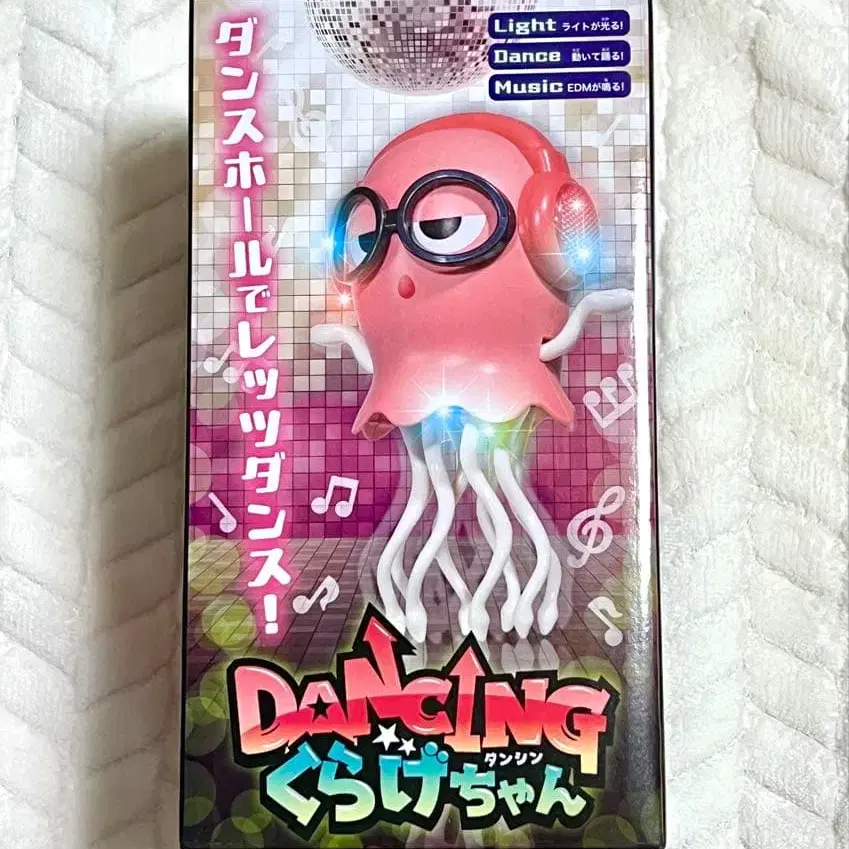 Light ライトが光る!
Dance 動いて踊る!
Music EDMが鳴る!
ダンスホールでレッツダンス!
DANCING
ダンシン
くらげちゃん